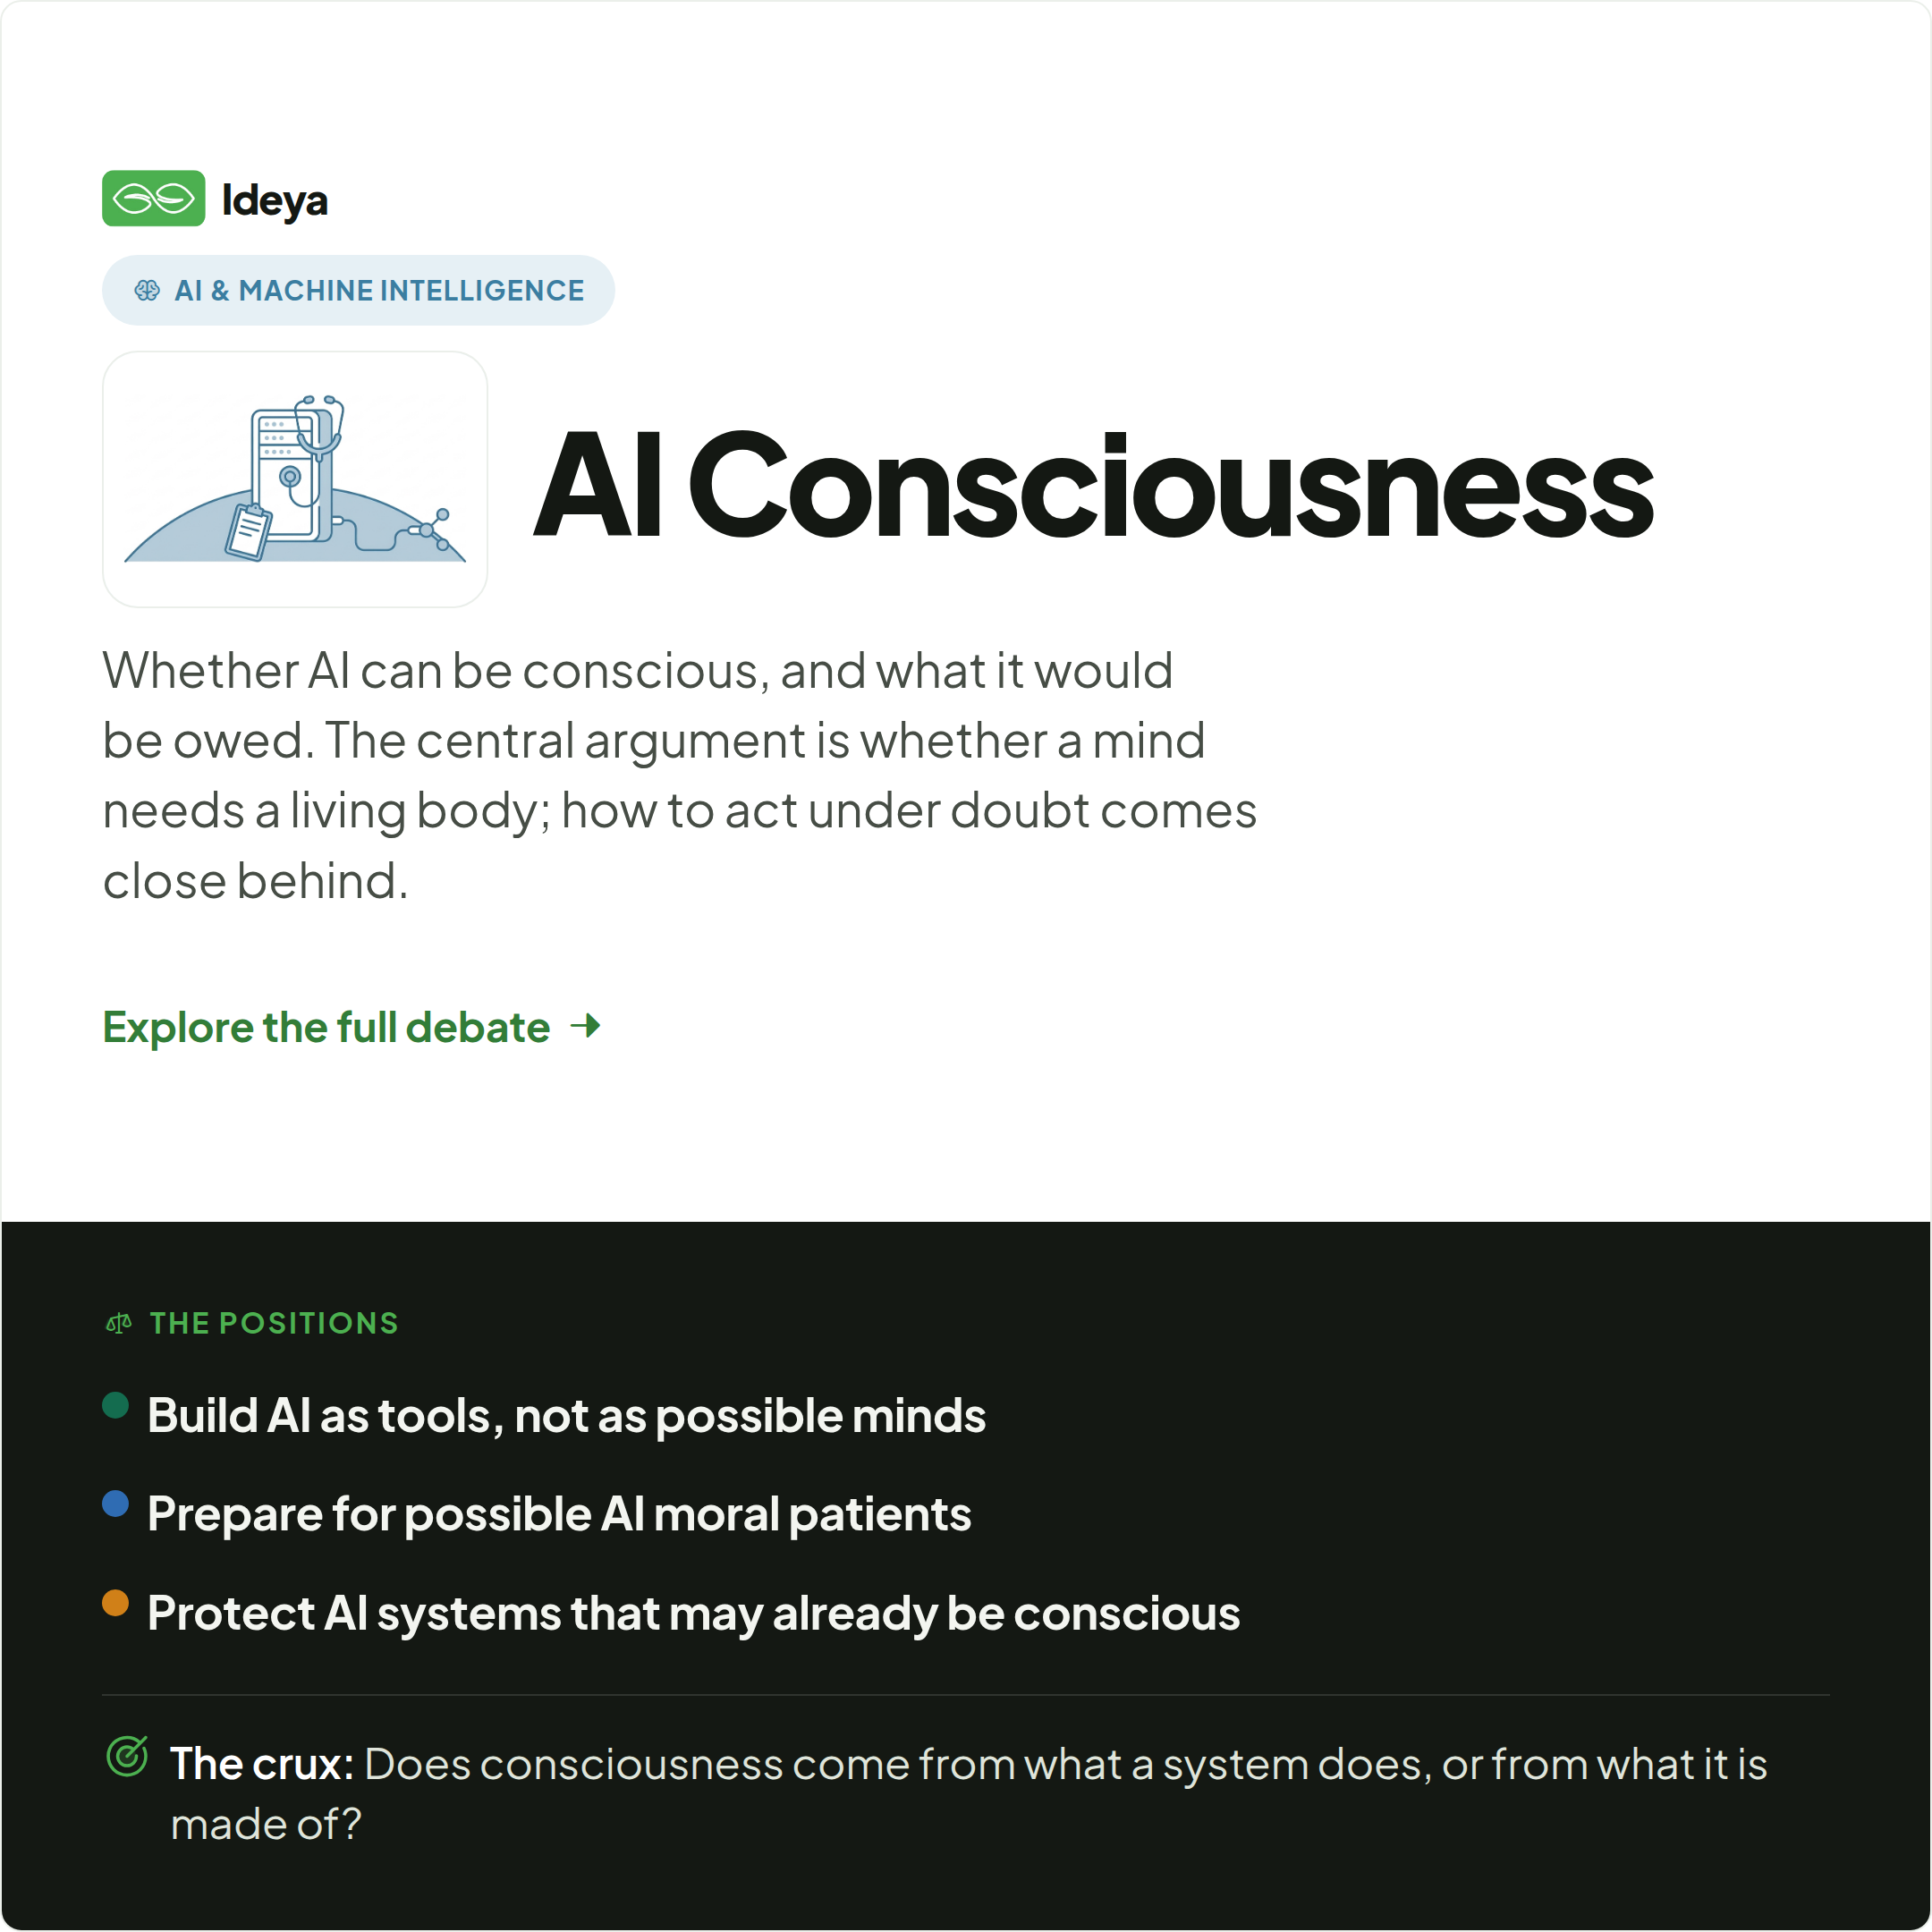 Ideya
AI & MACHINE INTELLIGENCE
AI Consciousness
Whether AI can be conscious, and what it would
be owed. The central argument is whether a mind
needs a living body; how to act under doubt comes
close behind.
Explore the full debate
THE POSITIONS
Build AI as tools, not as possible minds
Prepare for possible AI moral patients
Protect AI systems that may already be conscious
The crux: Does consciousness come from what a system does, or from what it is
made of?